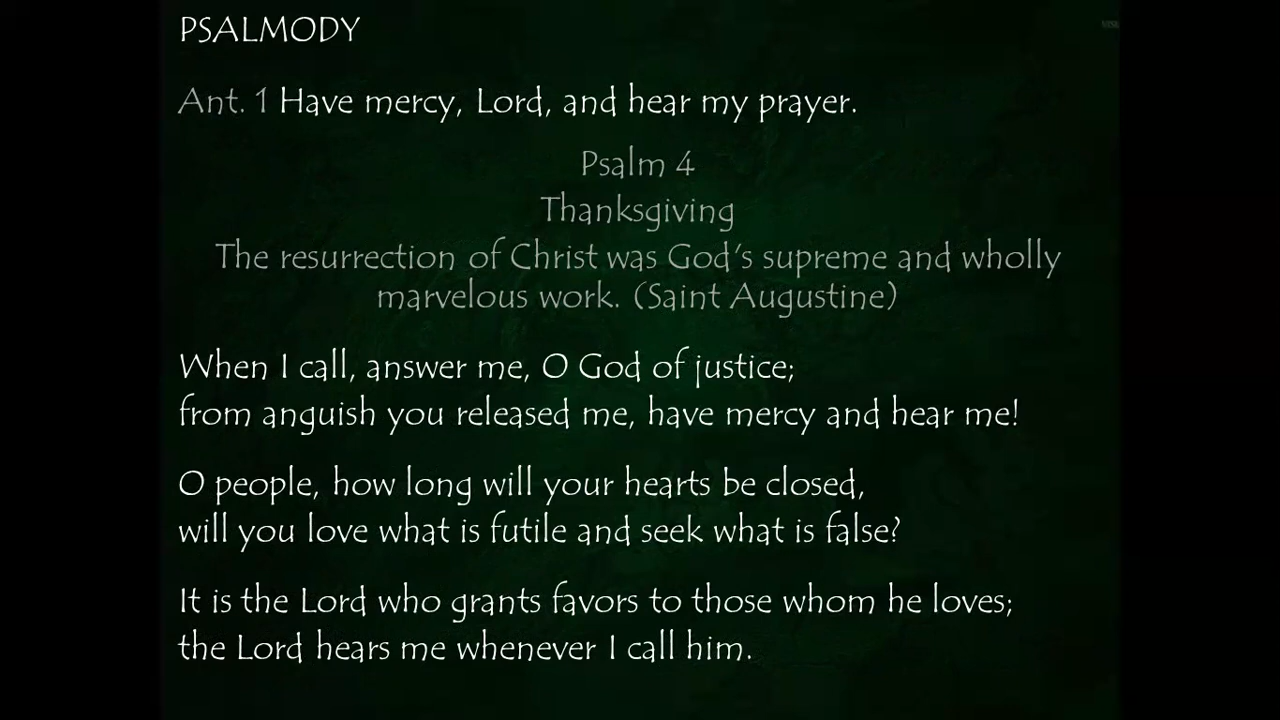 PSALMODY
Ant. 1 Have mercy, Lord, and hear my prayer.
Psalm 4
Thanksgiving
The resurrection of Christ was God's supreme and wholly
marvelous work. (Saint Augustine)
When I call, answer me, O God of justice;
from anguish you released me, have mercy and hear me!
O people, how long will your hearts be closed,
will you love what is futile and seek what is false?
It is the Lord who grants favors to those whom he loves;
the Lord hears me whenever I call him.